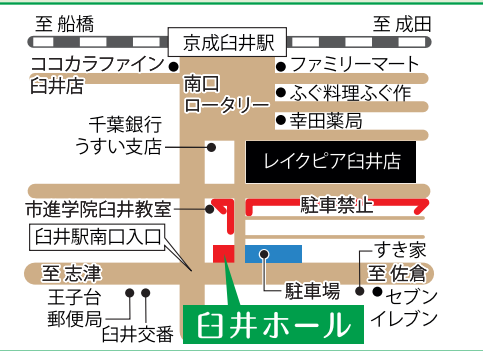 至 船橋
至 成田
京成臼井駅
ココカラファイン
臼井店
南口
ロータリー
ファミリーマート
ふぐ料理ふぐ作
幸田薬局
千葉銀行
うすい支店
レイクピア臼井店
市進学院臼井教室
駐車禁止
臼井駅南口入口
すき家
至 志津
至 佐倉
王子台
郵便局
臼井交番
駐車場
セブン
イレブン
臼井ホール